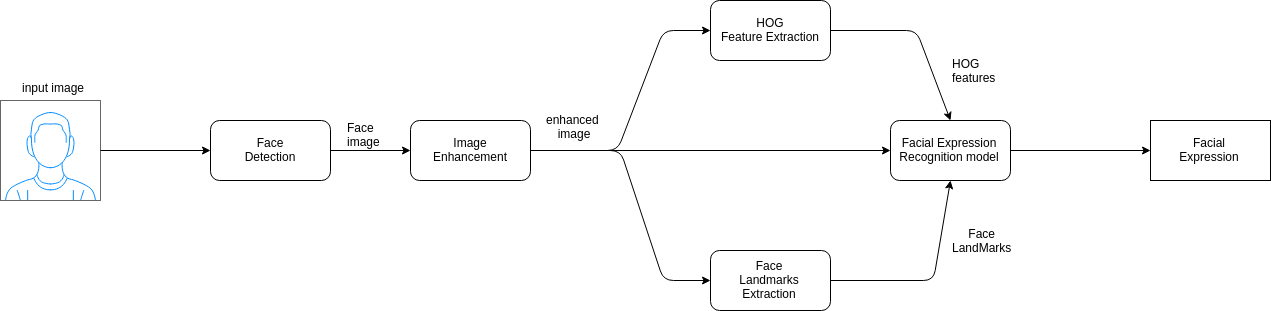 input image
Face
Detection
Face
image
Image
Enhancement
enhanced
image
HOG
Feature Extraction
HOG
features
Facial Expression
Recognition model
Face
Landmarks
Extraction
Face
LandMarks
Facial
Expression